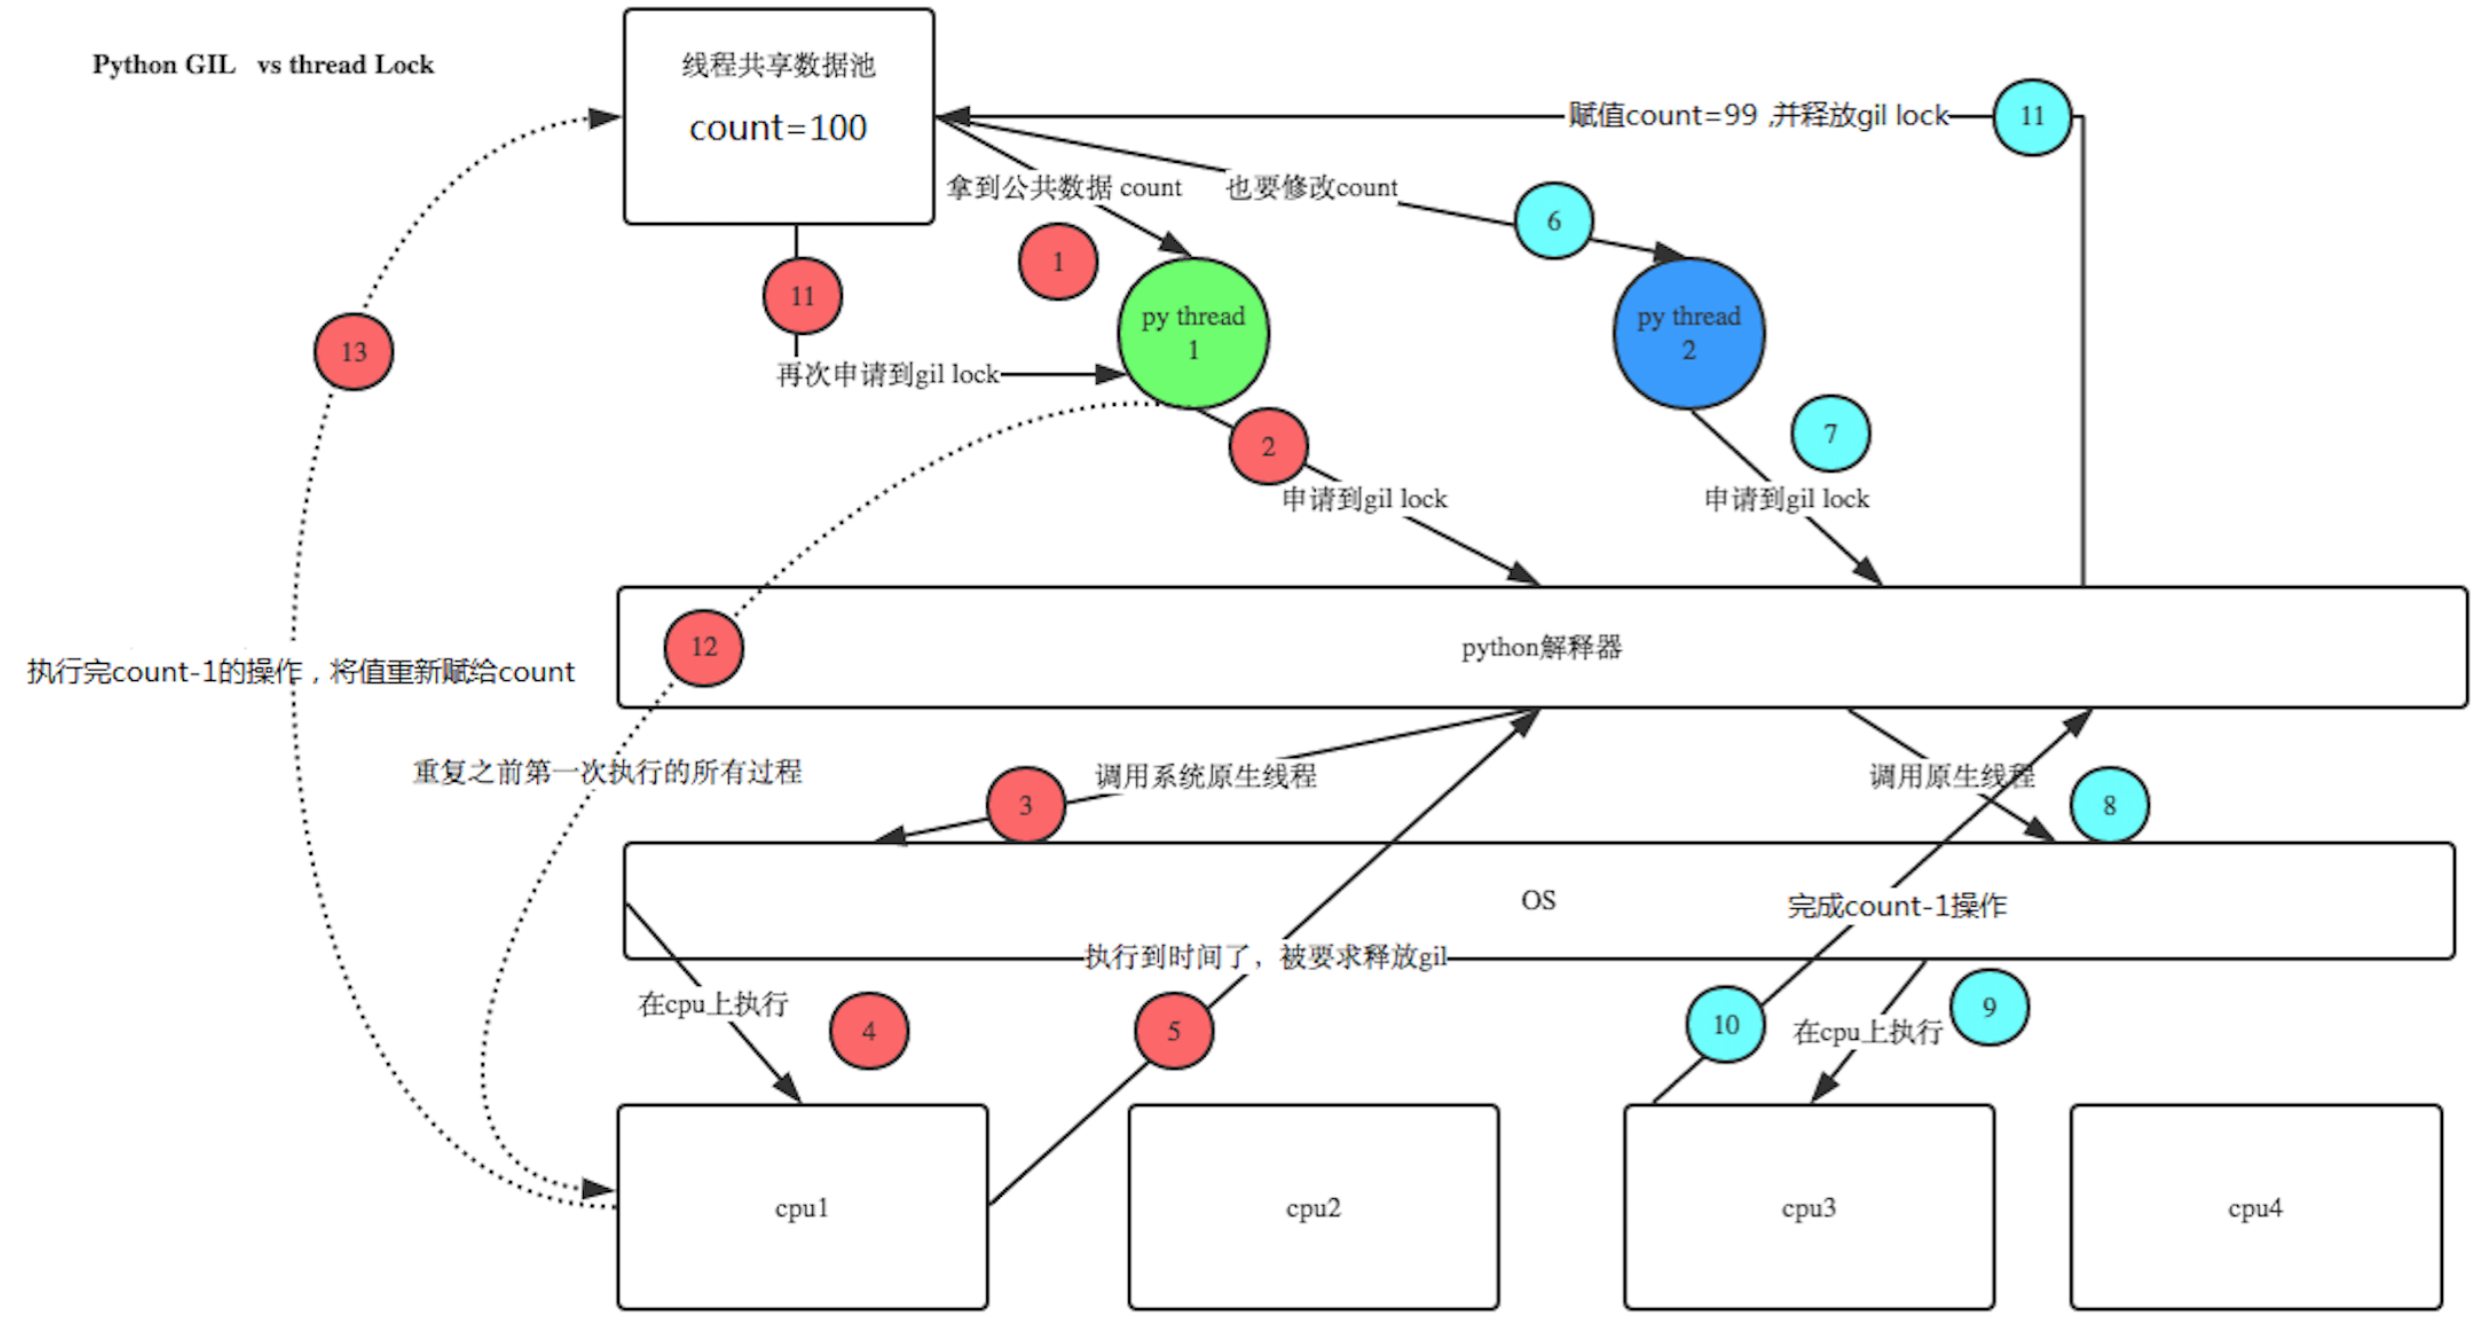 Python GIL vs thread Lock
线程共享数据池
count=100
赋值count=99 ,并释放gil lock
11
拿到公共数据 count
也要修改count
6
1
11
py thread
1
py thread
2
13
再次申请到gil lock
2
7
申请到gil lock
申请到gil lock
12
python解释器
执行完count-1的操作，将值重新赋给count
重复之前第一次执行的所有过程
3
调用系统原生线程
调用原生线程
8
OS
完成count-1操作
执行到时间了，被要求释放gil
在cpu上执行
4
5
10
在cpu上执行
9
cpu1
cpu2
cpu3
cpu4